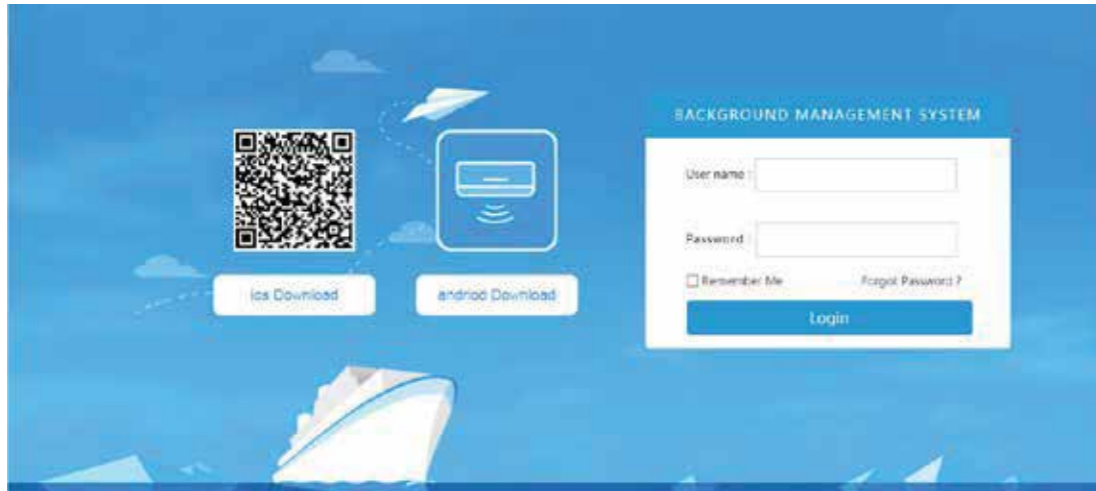 BACKGROUND MANAGEMENT SYSTEM
User name :
Password :
Remember Me
Forgot Password ?
Login
ios Download
andriod Download